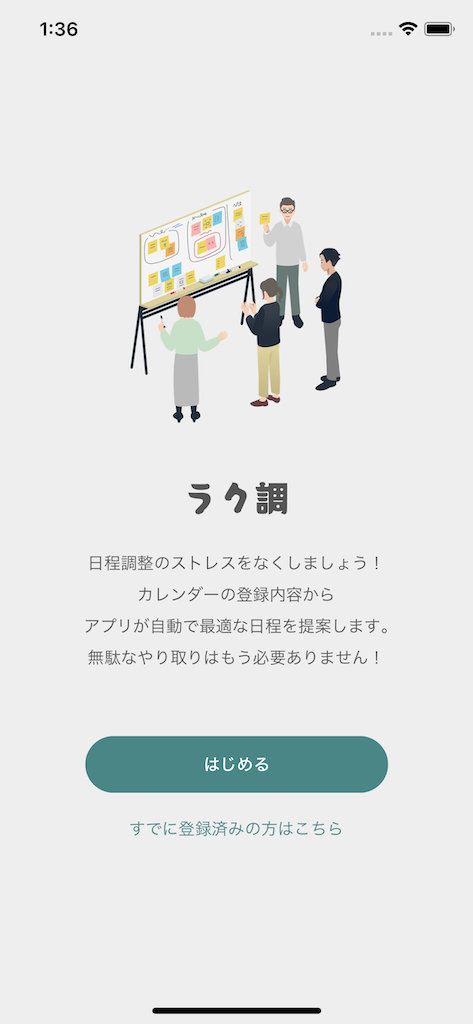 1:36
ラク調
日程調整のストレスをなくしましょう！
カレンダーの登録内容から
アプリが自動で最適な日程を提案します。
無駄なやり取りはもう必要ありません！
はじめる
すでに登録済みの方はこちら